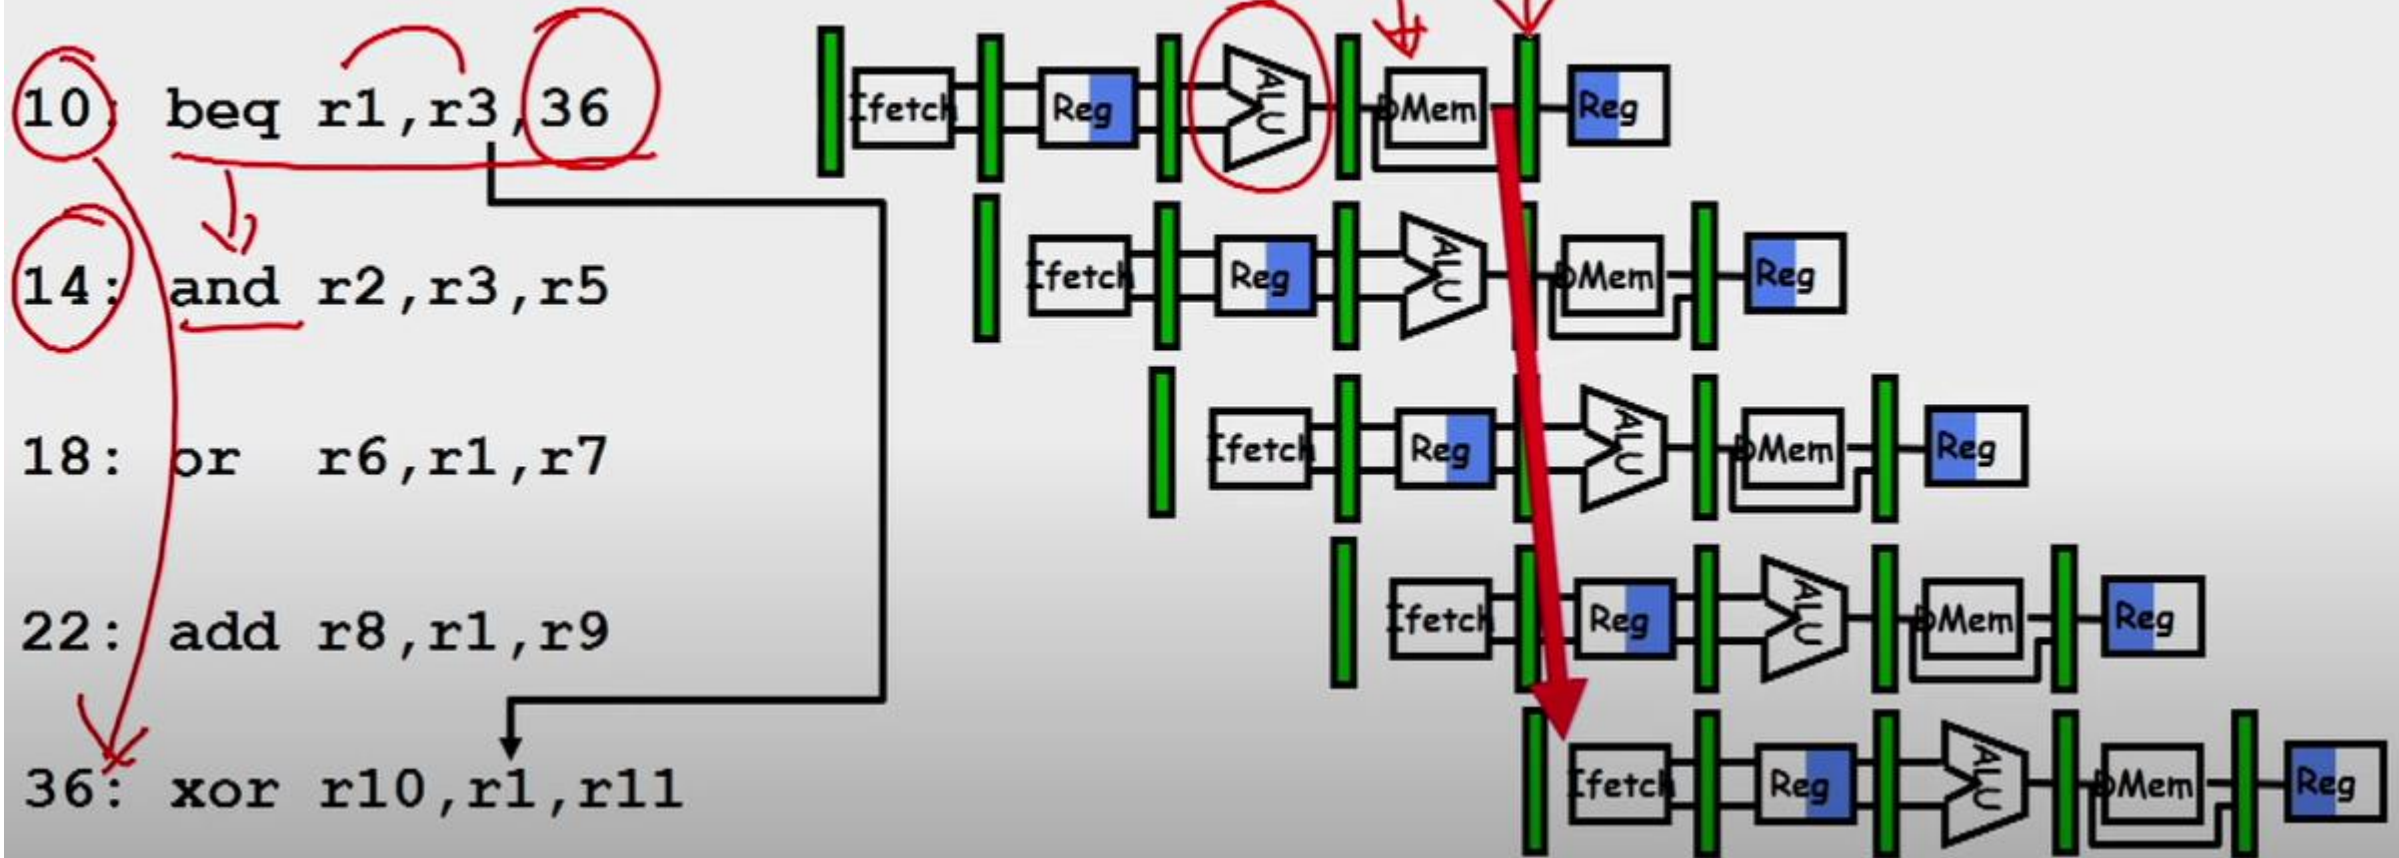 10: beq r1,r3,36
Ifetch Reg ALU DMem Reg
14: and r2,r3,r5
Ifetch Reg ALU DMem Reg
18: or r6,r1,r7
Ifetch Reg ALU DMem Reg
22: add r8,r1,r9
Ifetch Reg ALU DMem Reg
36: xor r10,r1,r11
Ifetch Reg ALU DMem Reg